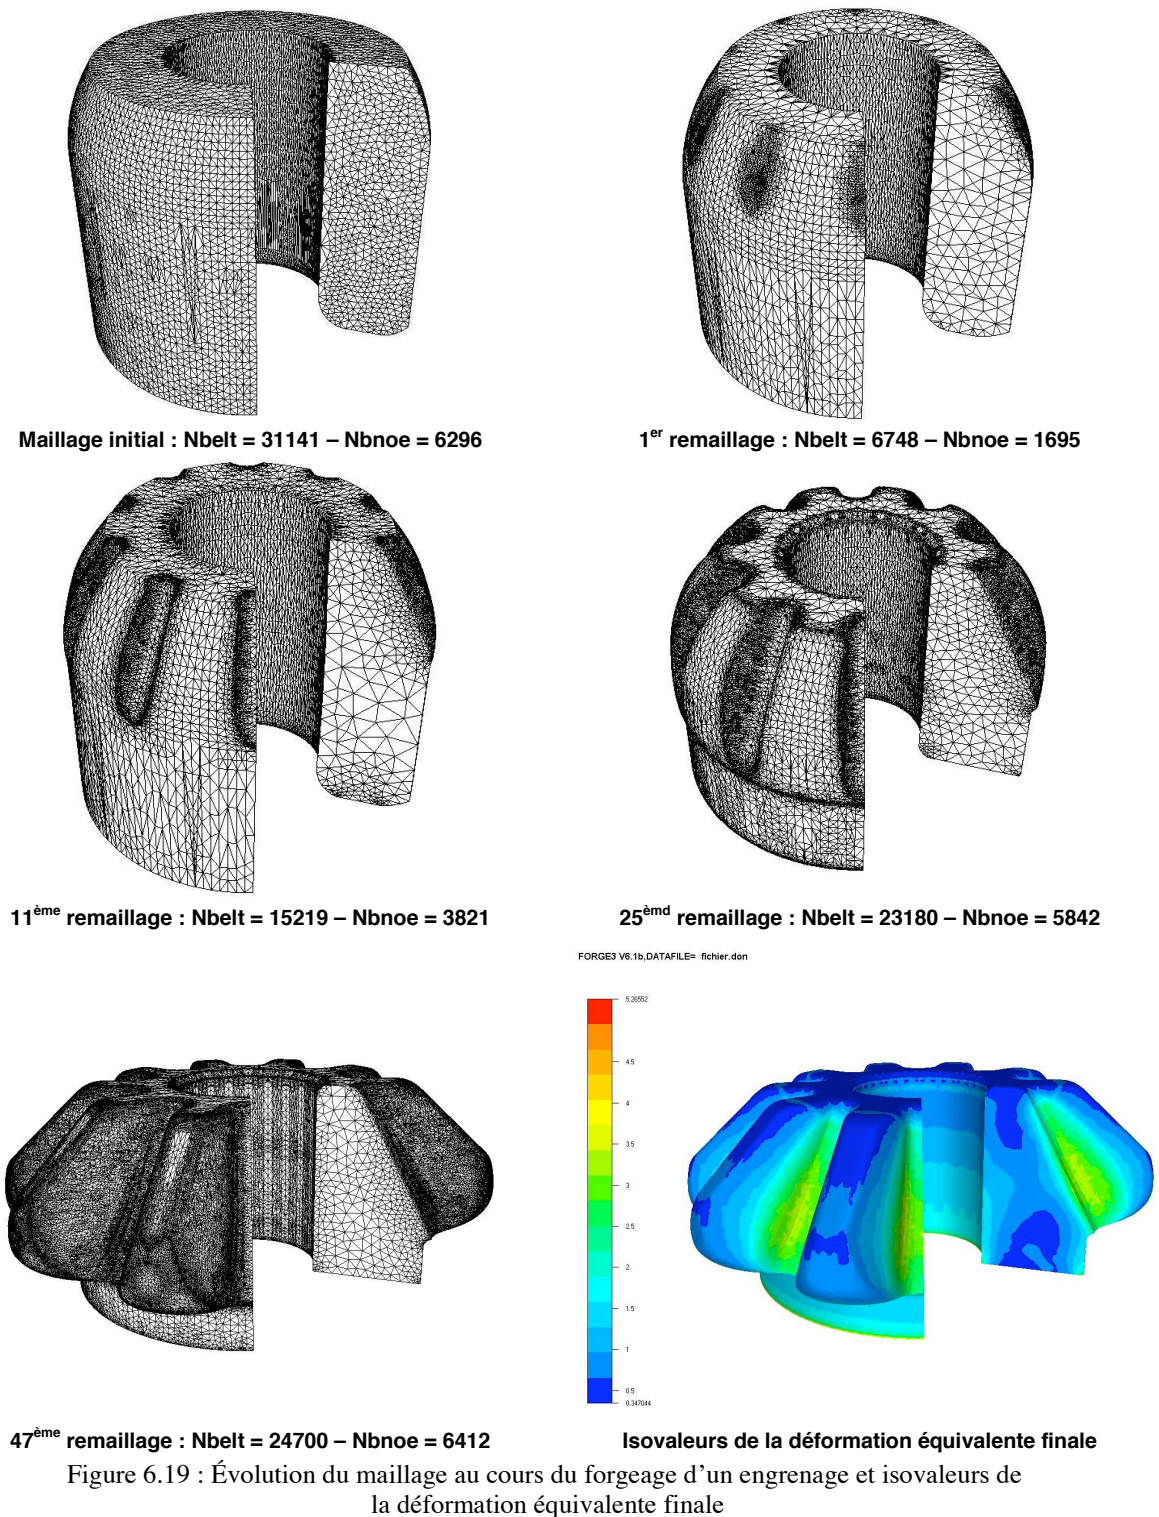 Maillage initial : Nbelt = 31141 – Nbnoe = 6296
1er remaillage : Nbelt = 6748 – Nbnoe = 1695
11ème remaillage : Nbelt = 15219 – Nbnoe = 3821
25èmd remaillage : Nbelt = 23180 – Nbnoe = 5842
FORGE3 V6.1b,DATAFILE= fichier.don
5.26552
4.5
4
3.5
3
2.5
2
1.5
1
0.5
0.347044
47ème remaillage : Nbelt = 24700 – Nbnoe = 6412
Isovaleurs de la déformation équivalente finale
Figure 6.19 : Évolution du maillage au cours du forgeage d’un engrenage et isovaleurs de
la déformation équivalente finale